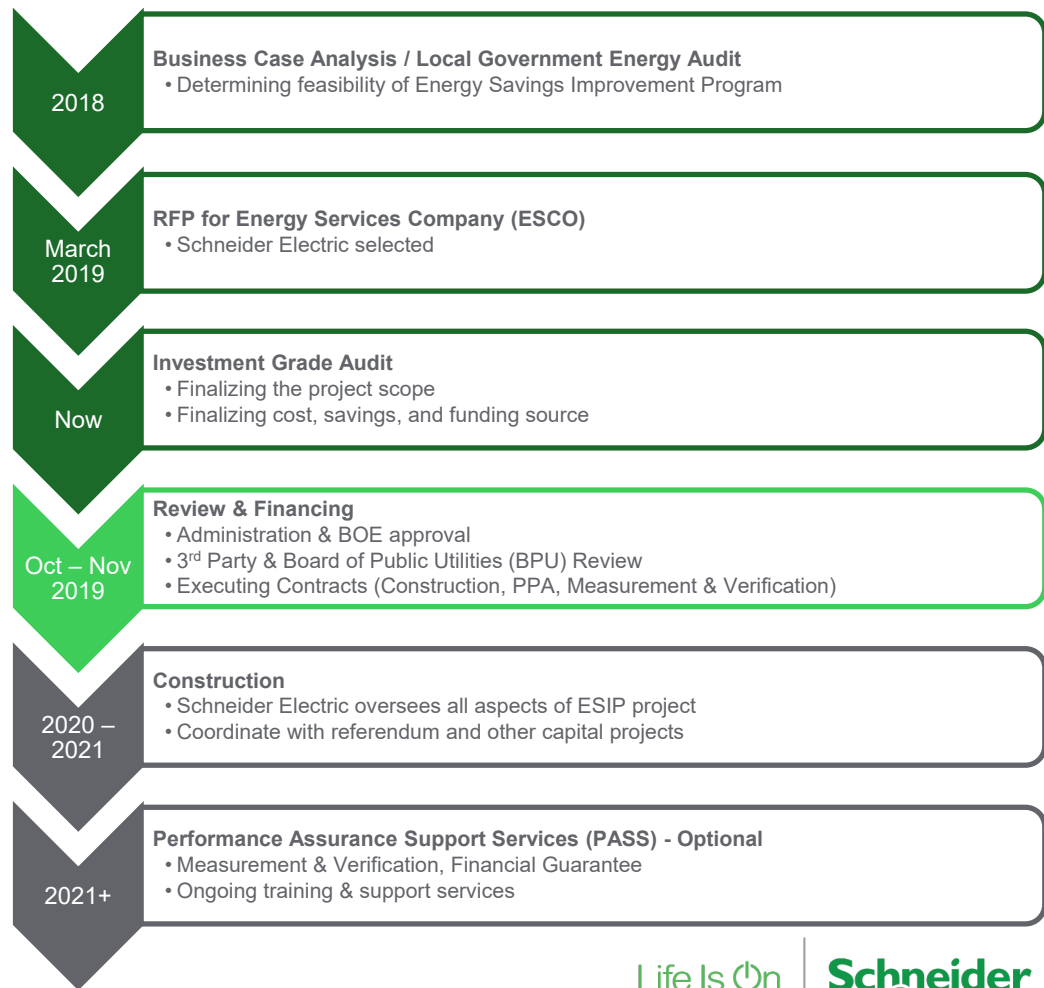 2018
Business Case Analysis / Local Government Energy Audit
• Determining feasibility of Energy Savings Improvement Program
March
2019
RFP for Energy Services Company (ESCO)
• Schneider Electric selected
Now
Investment Grade Audit
• Finalizing the project scope
• Finalizing cost, savings, and funding source
Oct – Nov
2019
Review & Financing
• Administration & BOE approval
• 3rd Party & Board of Public Utilities (BPU) Review
• Executing Contracts (Construction, PPA, Measurement & Verification)
2020 –
2021
Construction
• Schneider Electric oversees all aspects of ESIP project
• Coordinate with referendum and other capital projects
2021+
Performance Assurance Support Services (PASS) - Optional
• Measurement & Verification, Financial Guarantee
• Ongoing training & support services
Life Is On
Schneider